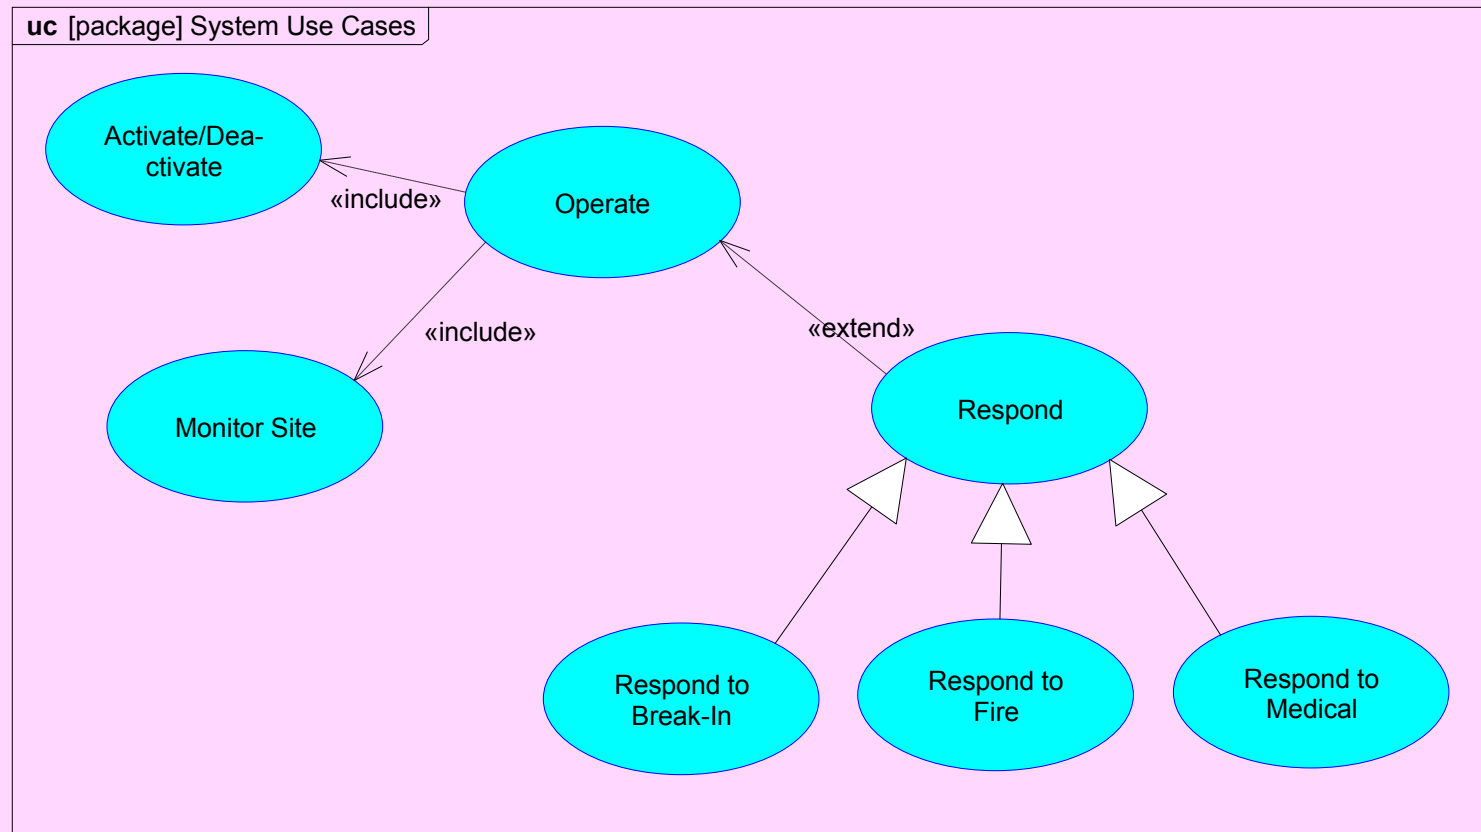 uc [package] System Use Cases
Activate/Dea-
ctivate
«include»
Operate
«include»
«extend»
Monitor Site
Respond
Respond to
Break-In
Respond to
Fire
Respond to
Medical